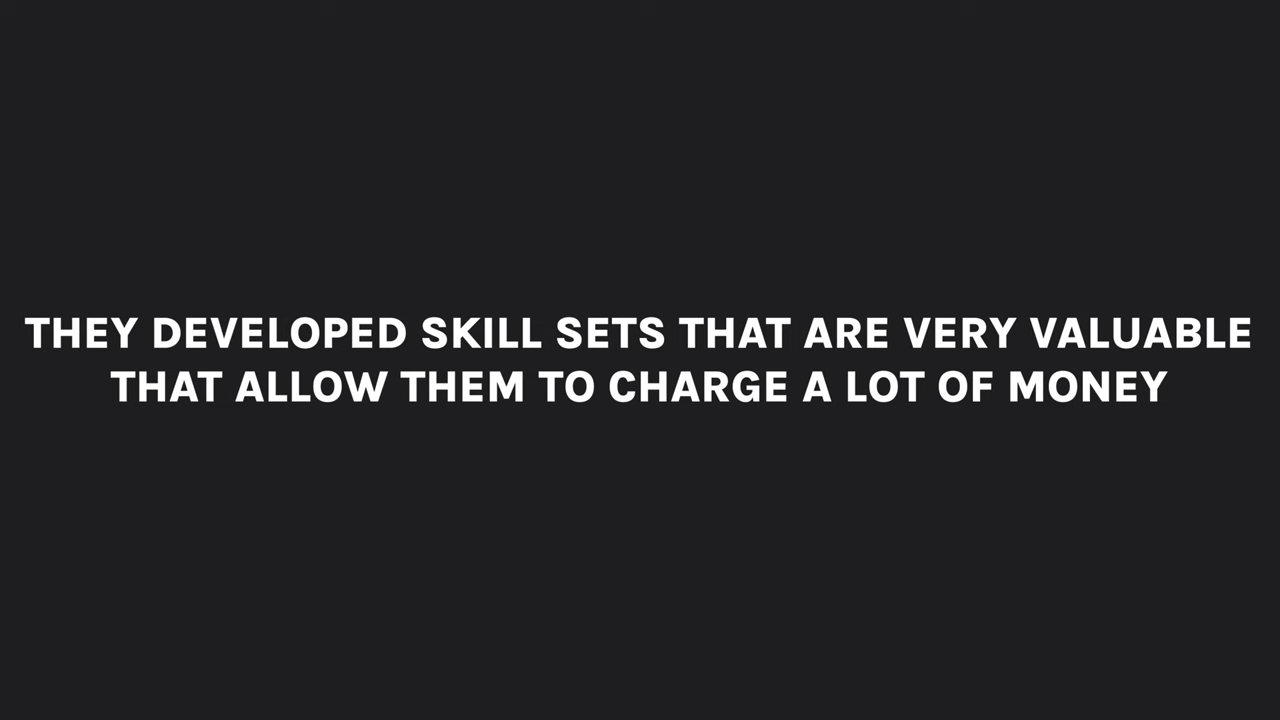 THEY DEVELOPED SKILL SETS THAT ARE VERY VALUABLE
THAT ALLOW THEM TO CHARGE A LOT OF MONEY